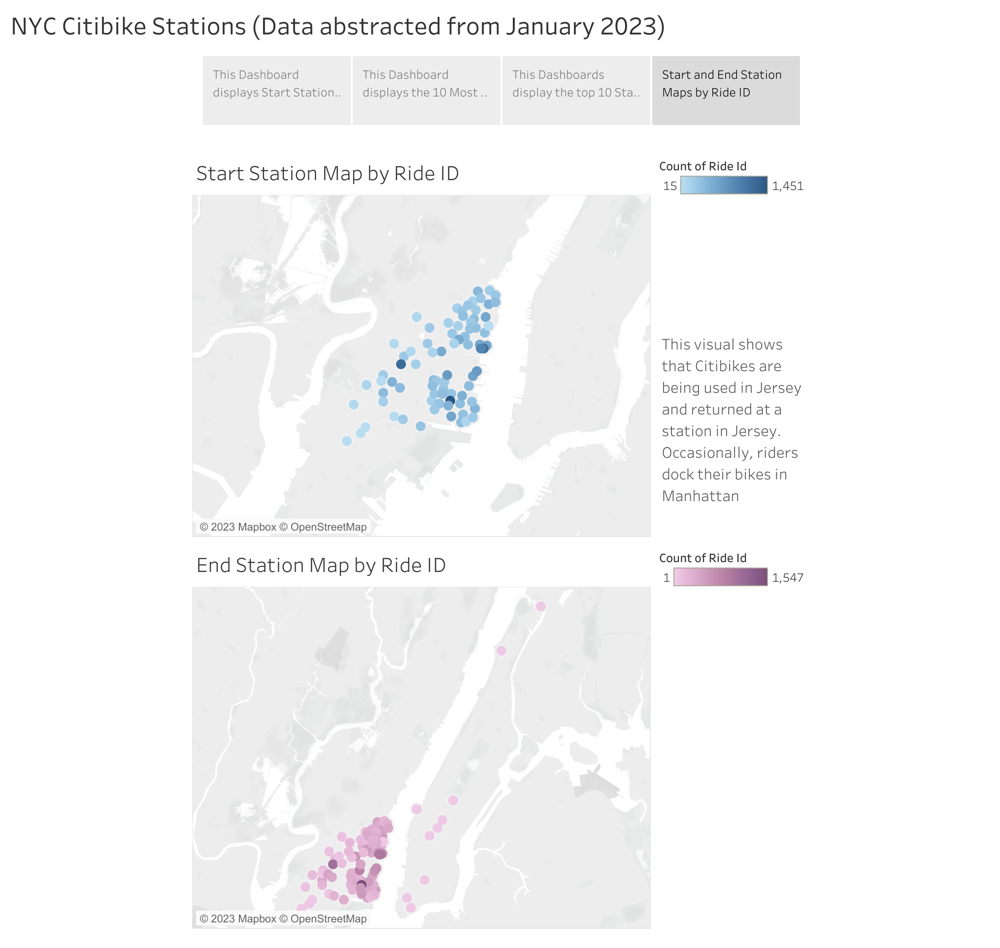 NYC Citibike Stations (Data abstracted from January 2023)
This Dashboard
displays Start Station..
This Dashboard
displays the 10 Most ..
This Dashboards
display the top 10 Sta..
Start and End Station
Maps by Ride ID
Start Station Map by Ride ID
Count of Ride Id
15 1,451
This visual shows
that Citibikes are
being used in Jersey
and returned at a
station in Jersey.
Occasionally, riders
dock their bikes in
Manhattan
© 2023 Mapbox © OpenStreetMap
End Station Map by Ride ID
Count of Ride Id
1 1,547
© 2023 Mapbox © OpenStreetMap